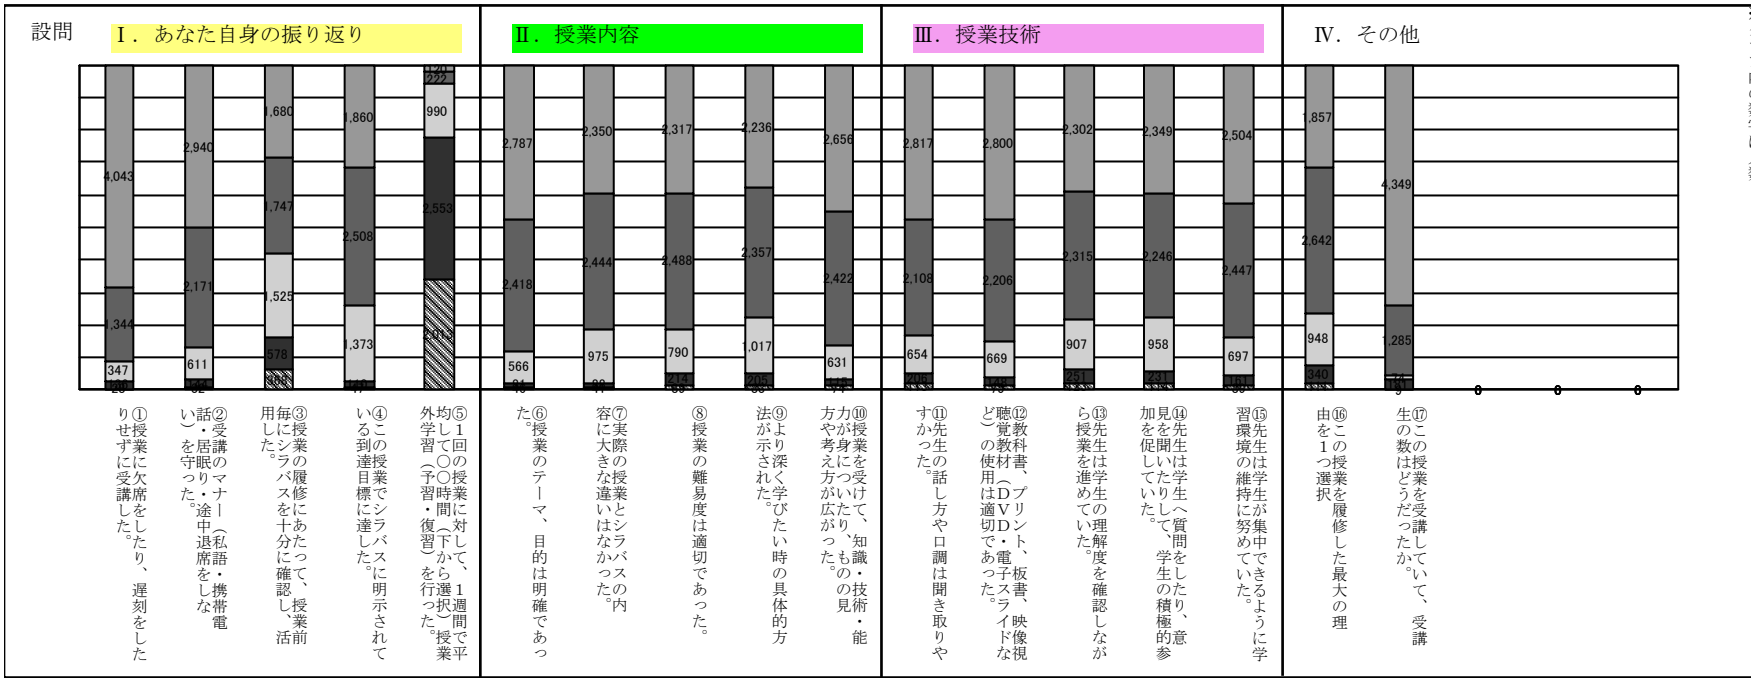 設問
Ⅰ．あなた自身の振り返り
Ⅱ．授業内容
Ⅲ．授業技術
Ⅳ．その他
4,043
1,344
347
2,940
2,171
611
1,680
1,747
1,525
578
368
1,860
2,508
1,373
120
222
990
2,553
2,013
2,787
2,418
566
2,350
2,444
975
2,317
2,488
790
214
2,236
2,357
1,017
205
2,656
2,422
631
2,817
2,108
654
206
2,800
2,206
669
2,302
2,315
907
251
2,349
2,246
958
231
2,504
2,447
697
161
1,857
2,642
948
340
4,349
1,285
9
0
0
0
①授業に欠席をしたり、遅刻をした
りせずに受講した。
②受講のマナー（私語・携帯電
話・居眠り・途中退席をしな
い）を守った。
③授業の履修にあたって、授業前
毎にシラバスを十分に確認し、活
用した。
④この授業でシラバスに明示されて
いる到達目標に達した。
⑤１回の授業に対して、１週間で平
均して〇〇時間（下から選択）授業
外学習（予習・復習）を行った。
⑥授業のテーマ、目的は明確であっ
た。
⑦実際の授業とシラバスの内
容に大きな違いはなかった。
⑧授業の難易度は適切であった。
⑨より深く学びたい時の具体的方
法が示された。
⑩授業を受けて、知識・技術・能
力が身についたり、ものの見
方や考え方が広がった。
⑪先生の話し方や口調は聞き取りや
すかった。
⑫教科書、プリント、板書、映像視
聴覚教材（ＤＶＤ・電子スライドな
ど）の使用は適切であった。
⑬先生は学生の理解度を確認しなが
ら授業を進めていた。
⑭先生は学生へ質問をしたり、意
見を聞いたりして、学生の積極的参
加を促していた。
⑮先生は学生が集中できるように学
習環境の維持に努めていた。
⑯この授業を履修した最大の理
由を１つ選択
⑰この授業を受講していて、受講
生の数はどうだったか。